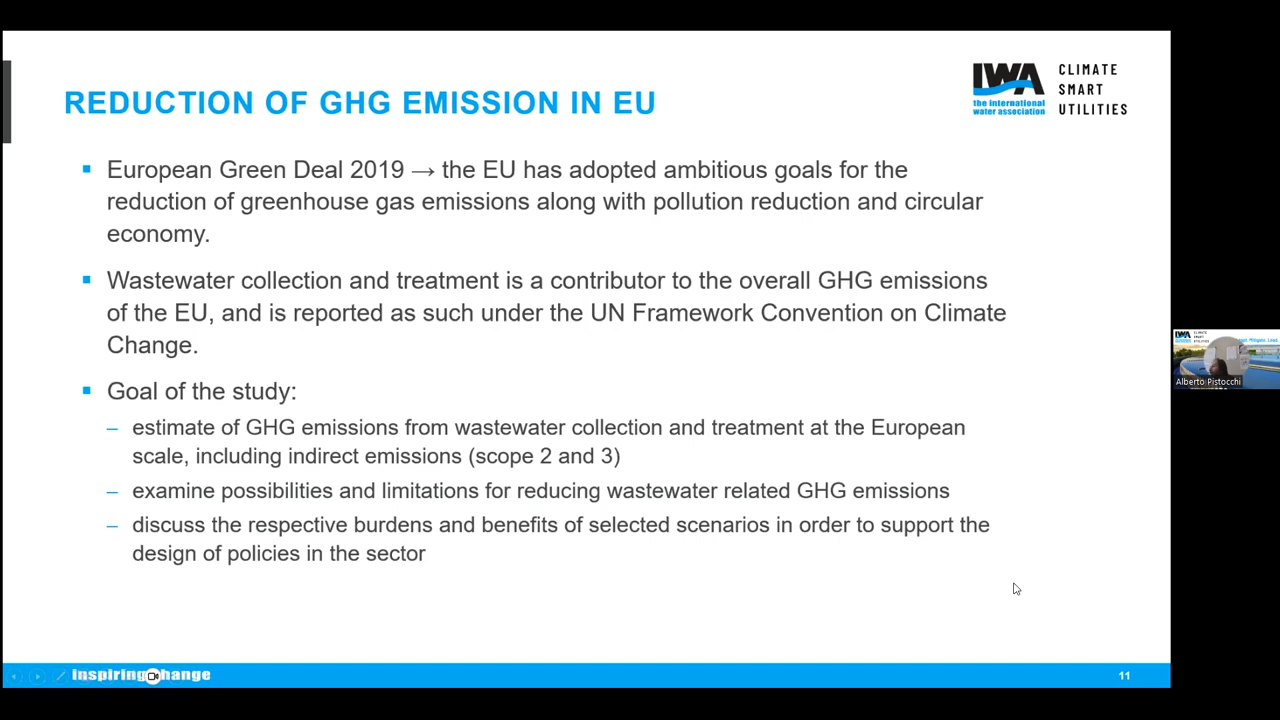 REDUCTION OF GHG EMISSION IN EU
IWA
the international
water association
CLIMATE
SMART
UTILITIES
European Green Deal 2019 → the EU has adopted ambitious goals for the
reduction of greenhouse gas emissions along with pollution reduction and circular
economy.
Wastewater collection and treatment is a contributor to the overall GHG emissions
of the EU, and is reported as such under the UN Framework Convention on Climate
Change.
Goal of the study:
– estimate of GHG emissions from wastewater collection and treatment at the European
scale, including indirect emissions (scope 2 and 3)
– examine possibilities and limitations for reducing wastewater related GHG emissions
– discuss the respective burdens and benefits of selected scenarios in order to support the
design of policies in the sector
IWA
CLIMATE
SMART
UTILITIES
Mitigate. Lead.
Alberto Pistocchi
inspiring hange
11